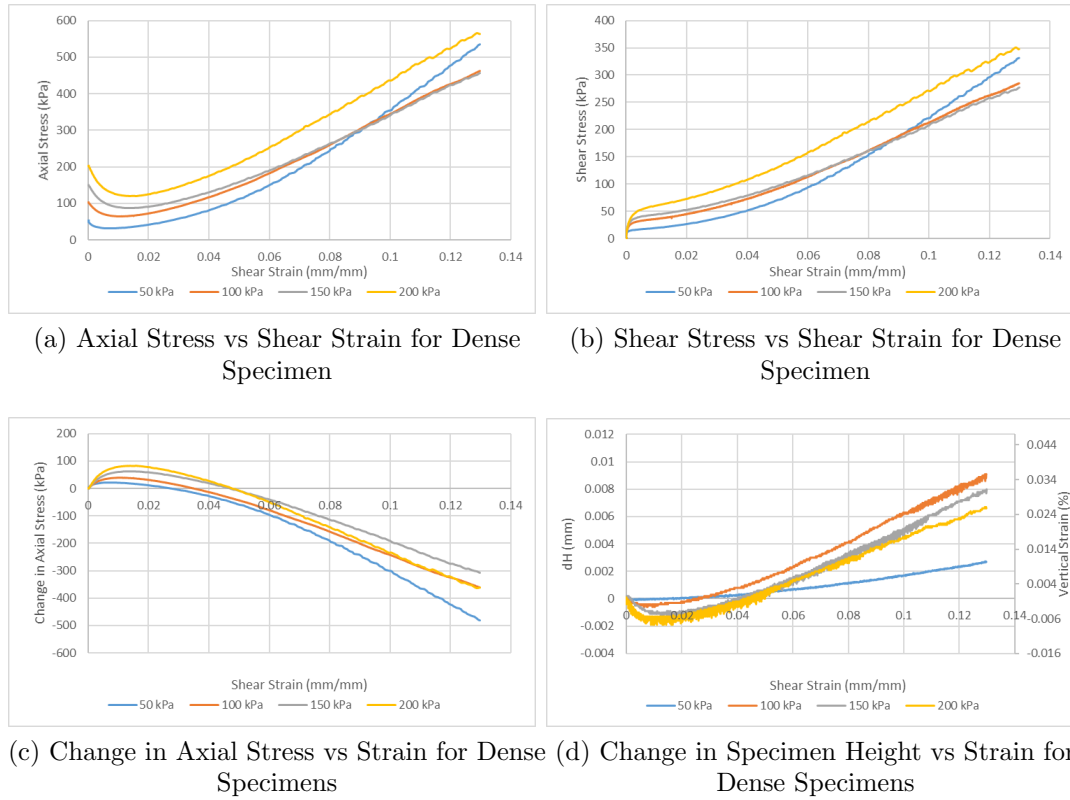 600
500
400
300
200
100
0
Axial Stress (kPa)
0 0.02 0.04 0.06 0.08 0.1 0.12 0.14
Shear Strain (mm/mm)
50 kPa 100 kPa 150 kPa 200 kPa
(a) Axial Stress vs Shear Strain for Dense
Specimen
400
350
300
250
200
150
100
50
0
Shear Stress (kPa)
0 0.02 0.04 0.06 0.08 0.1 0.12 0.14
Shear Strain (mm/mm)
50 kPa 100 kPa 150 kPa 200 kPa
(b) Shear Stress vs Shear Strain for Dense
Specimen
200
100
0
-100
-200
-300
-400
-500
-600
Change in Axial Stress (kPa)
0 0.02 0.04 0.06 0.08 0.1 0.12 0.14
Shear Strain (mm/mm)
50 kPa 100 kPa 150 kPa 200 kPa
(c) Change in Axial Stress vs Strain for Dense
Specimens
0.012
0.01
0.008
0.006
0.004
0.002
0
-0.002
-0.004
dH (mm)
0 0.02 0.04 0.06 0.08 0.1 0.12 0.14
0.044
0.034
0.024
0.014
0.004
-0.006
-0.016
Vertical Strain (%)
Shear Strain (mm/mm)
50 kPa 100 kPa 150 kPa 200 kPa
(d) Change in Specimen Height vs Strain for
Dense Specimens